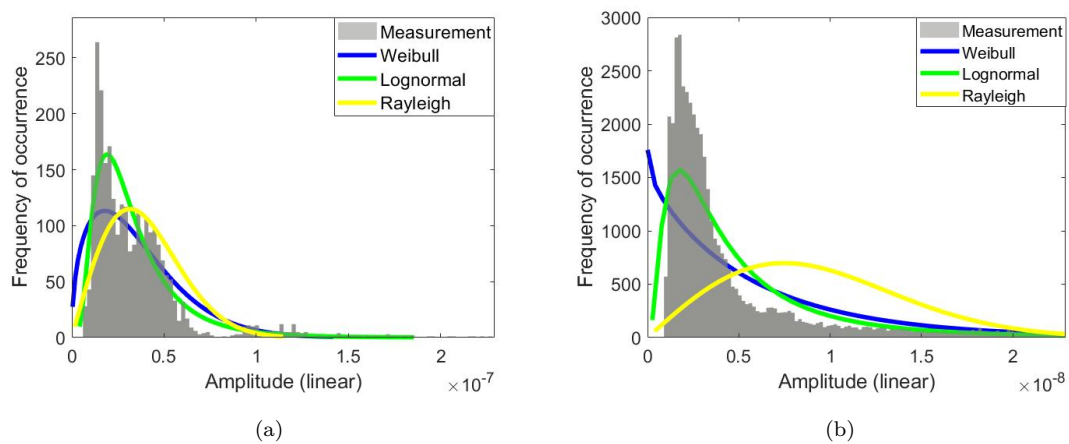 Frequency of occurrence
250
200
150
100
50
0
0
0.5
1
1.5
2
×10⁻⁷
Amplitude (linear)
Measurement
Weibull
Lognormal
Rayleigh
(a)
Frequency of occurrence
3000
2500
2000
1500
1000
500
0
0
0.5
1
1.5
2
×10⁻⁸
Amplitude (linear)
Measurement
Weibull
Lognormal
Rayleigh
(b)